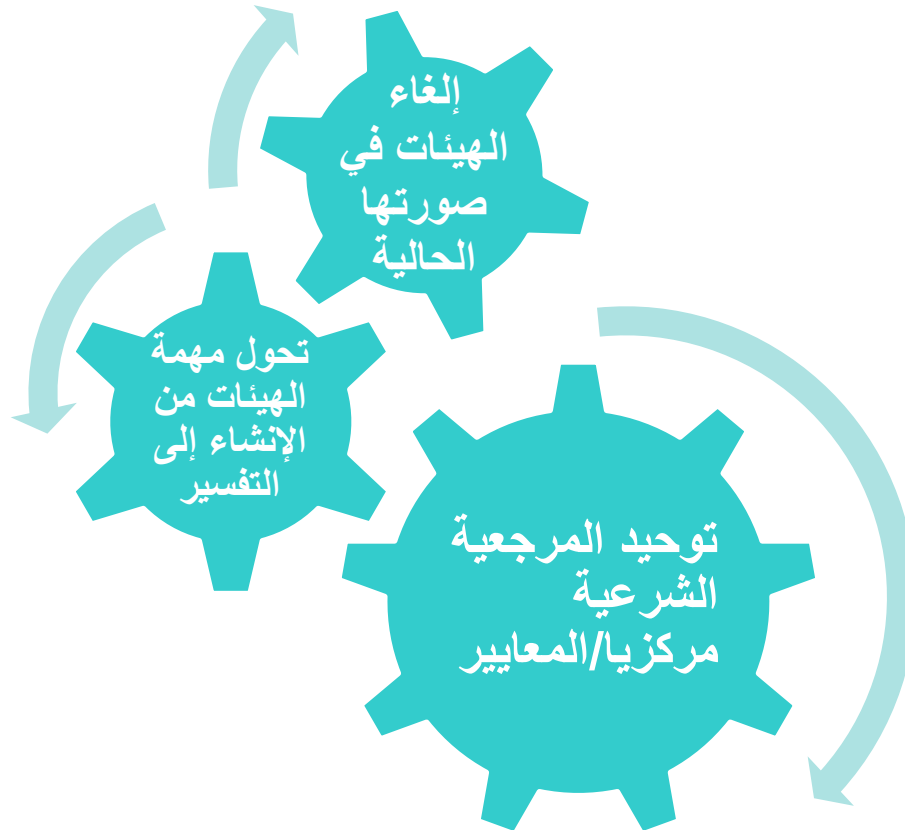 إلغاء
الهيئات في
صورتها
الحالية
تحول مهمة
الهيئات من
الإنشاء إلى
التفسير
توحيد المرجعية
الشرعية
مركزيا/المعايير